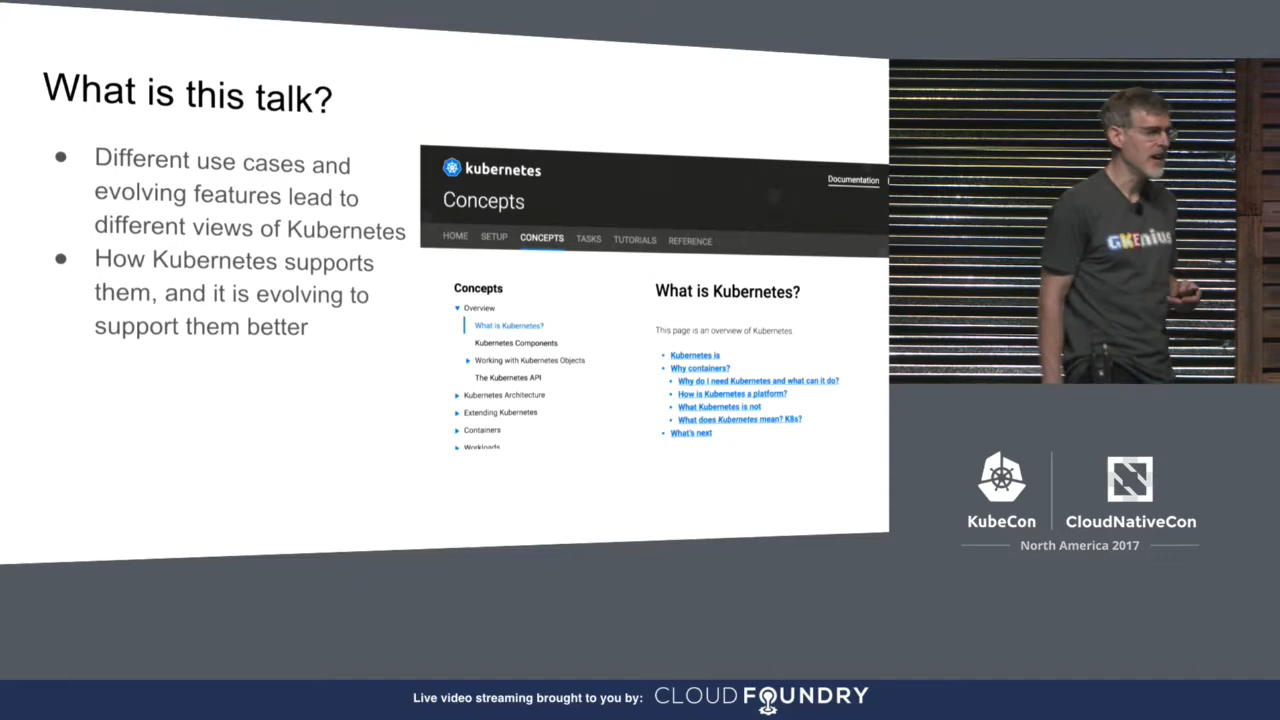 What is this talk?
● Different use cases and
evolving features lead to
different views of Kubernetes
● How Kubernetes supports
them, and it is evolving to
support them better
kubernetes
Documentation
Concepts
HOME SETUP CONCEPTS TASKS TUTORIALS REFERENCE
Concepts
Overview
What is Kubernetes?
Kubernetes Components
Working with Kubernetes Objects
The Kubernetes API
Kubernetes Architecture
Extending Kubernetes
Containers
Workloads
What is Kubernetes?
This page is an overview of Kubernetes.
• Kubernetes is
• Why containers?
• Why do I need Kubernetes and what can it do?
• How is Kubernetes a platform?
• What Kubernetes is not
• What does Kubernetes mean? K8s?
• What's next
GKEnius
KubeCon
CloudNativeCon
North America 2017
Live video streaming brought to you by: CLOUD FOUNDRY